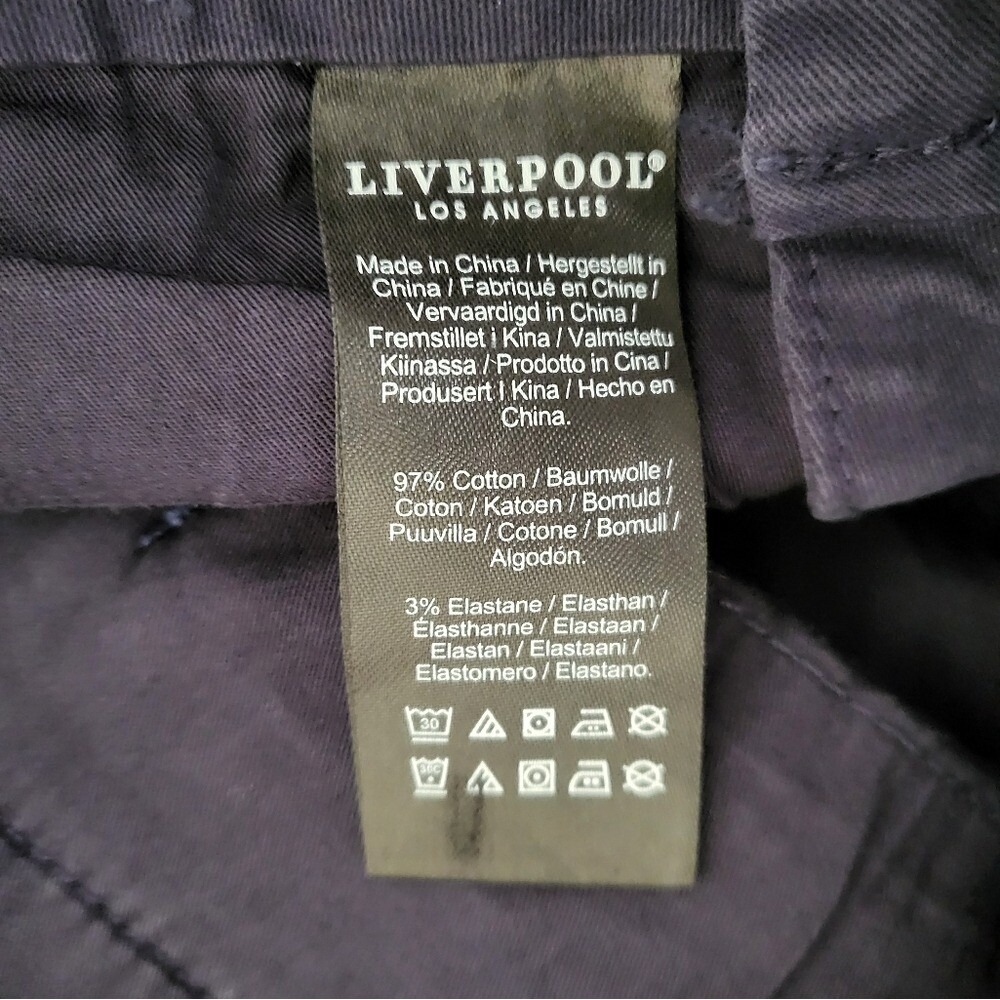 LIVERPOOL®
LOS ANGELES
Made in China / Hergestellt in
China / Fabriqué en Chine /
Vervaardigd in China /
Fremstillet i Kina / Valmistettu
Kiinassa / Prodotto in Cina /
Produsert I Kina / Hecho en
China.
97% Cotton / Baumwolle /
Coton / Katoen / Bomuld /
Puuvilla / Cotone / Bomull /
Algodón.
3% Elastane / Elasthan /
Élasthanne / Elastaan /
Elastan / Elastaani /
Elastomero / Elastano.
30
30C